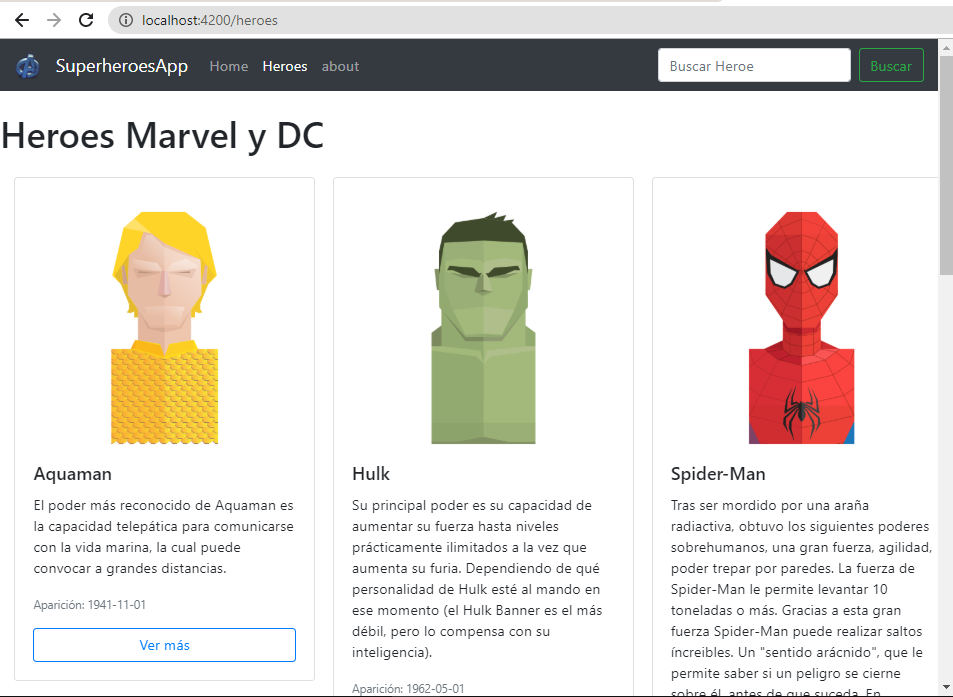 localhost:4200/heroes
SuperheroesApp Home Heroes about Buscar Heroe Buscar
Heroes Marvel y DC
Aquaman
El poder más reconocido de Aquaman es
la capacidad telepática para comunicarse
con la vida marina, la cual puede
convocar a grandes distancias.
Aparición: 1941-11-01
Ver más
Hulk
Su principal poder es su capacidad de
aumentar su fuerza hasta niveles
prácticamente ilimitados a la vez que
aumenta su furia. Dependiendo de qué
personalidad de Hulk esté al mando en
ese momento (el Hulk Banner es el más
débil, pero lo compensa con su
inteligencia).
Aparición: 1962-05-01
Spider-Man
Tras ser mordido por una araña
radiactiva, obtuvo los siguientes poderes
sobrehumanos, una gran fuerza, agilidad,
poder trepar por paredes. La fuerza de
Spider-Man le permite levantar 10
toneladas o más. Gracias a esta gran
fuerza Spider-Man puede realizar saltos
íncreibles. Un "sentido arácnido", que le
permite saber si un peligro se cierne
sobre él, antes de que suceda. En